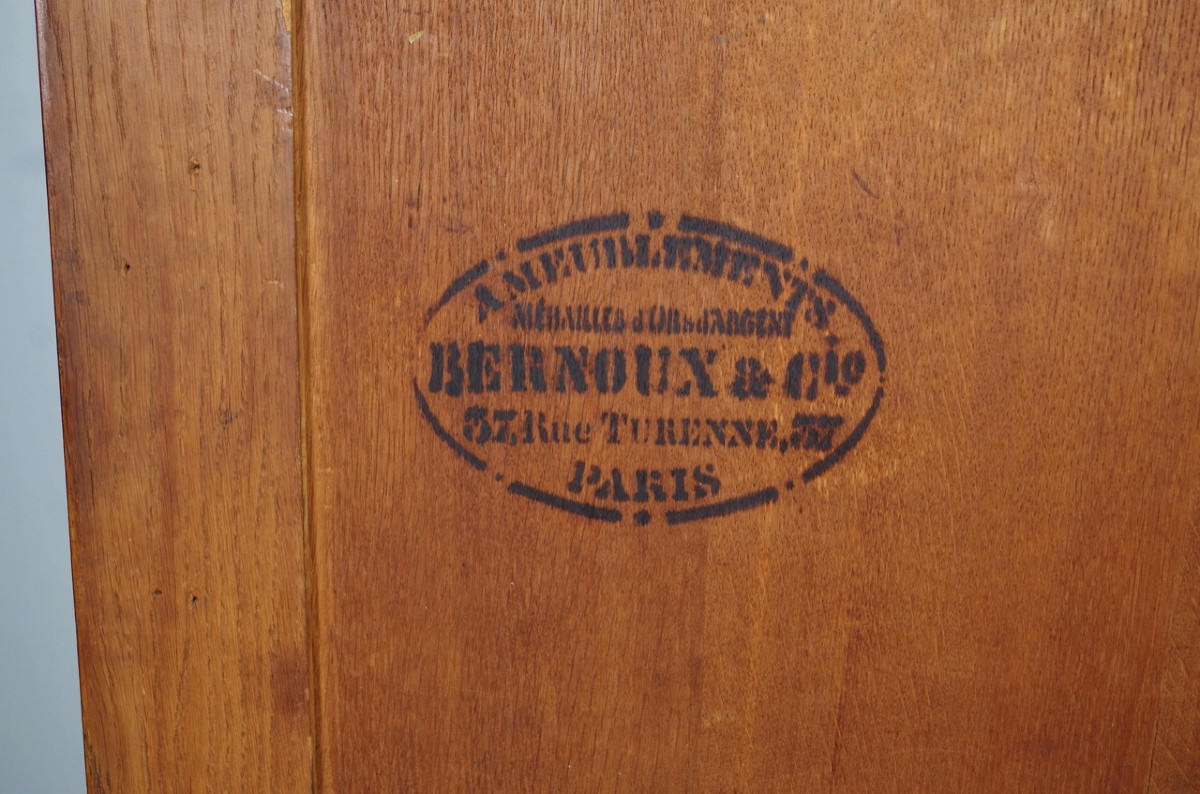 AMEUBLEMENTS
MÉDAILLES d'OR & d'ARGENT
BERNOUX & Cie
37, Rue TURENNE, 37
PARIS